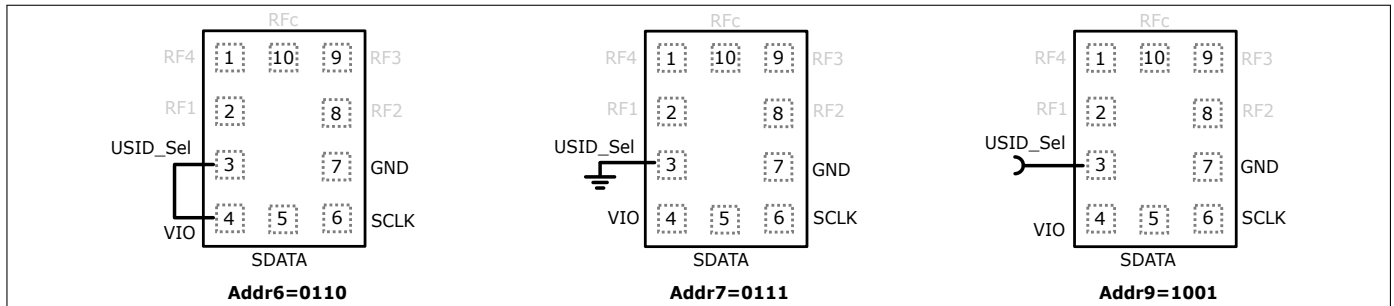 RFc RFc RFc
RF4 1 10 9 RF3 RF4 1 10 9 RF3 RF4 1 10 9 RF3
RF1 2 8 RF2 RF1 2 8 RF2 RF1 2 8 RF2
USID_Sel 3 7 GND USID_Sel 3 7 GND USID_Sel 3 7 GND
VIO 4 5 6 SCLK VIO 4 5 6 SCLK VIO 4 5 6 SCLK
SDATA SDATA SDATA
Addr6=0110 Addr7=0111 Addr9=1001